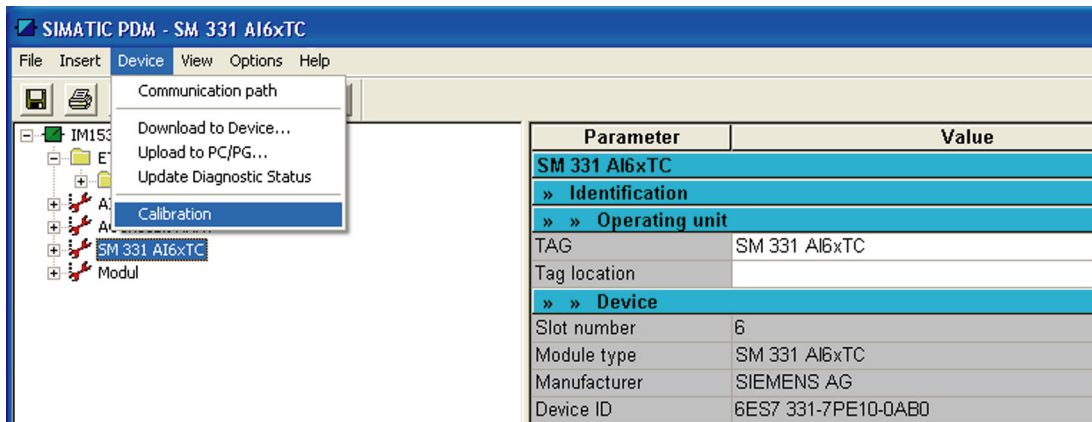 SIMATIC PDM - SM 331 AI6xTC
File Insert Device View Options Help
Communication path
Download to Device...
Upload to PC/PG...
Update Diagnostic Status
Calibration
IM153
SM 331 AI6xTC
Modul
Parameter Value
SM 331 AI6xTC
» Identification
» » Operating unit
TAG SM 331 AI6xTC
Tag location
» » Device
Slot number 6
Module type SM 331 AI6xTC
Manufacturer SIEMENS AG
Device ID 6ES7 331-7PE10-0AB0